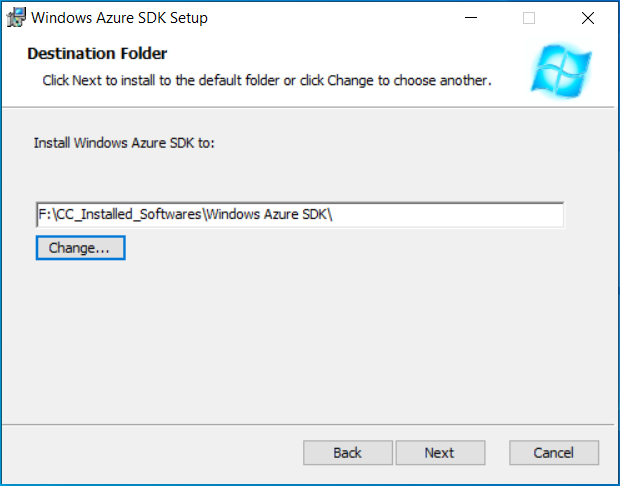 Windows Azure SDK Setup
Destination Folder
Click Next to install to the default folder or click Change to choose another.
Install Windows Azure SDK to:
F:\CC_Installed_Softwares\Windows Azure SDK\
Change...
Back
Next
Cancel